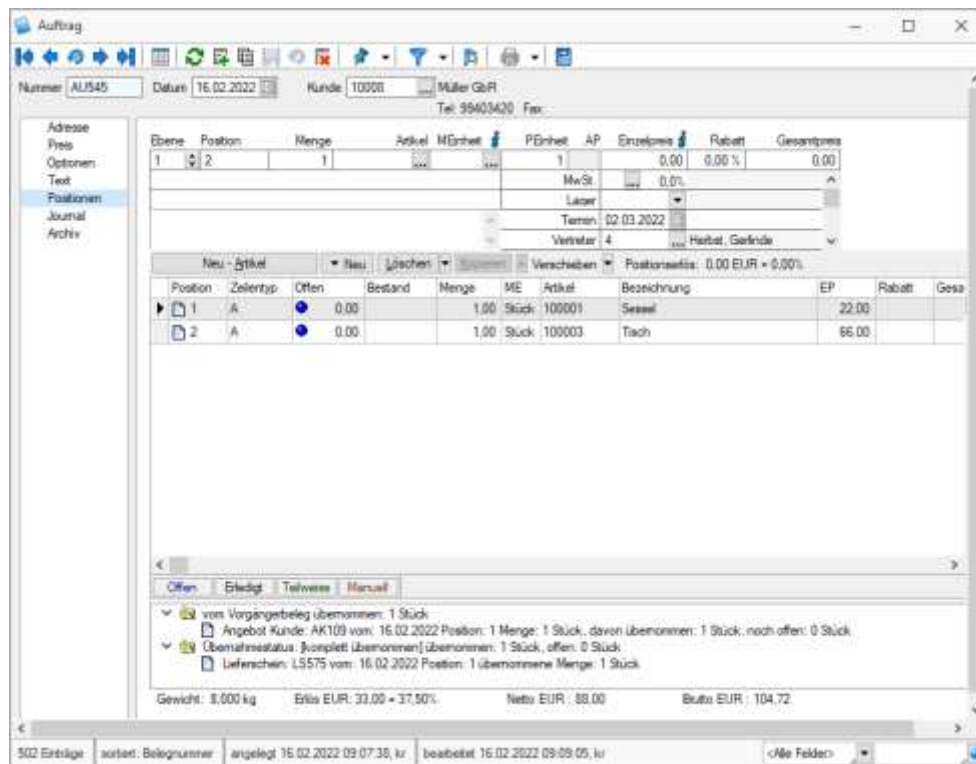 Auftrag
Nummer AU545 Datum 16.02.2022 Kunde 10008 ... Müller GbR
Tel: 99403420 Fax:
Adresse
Preis
Optionen
Text
Positionen
Journal
Archiv
Ebene Position Menge Artikel MEinheit PEinheit AP Einzelpreis Rabatt Gesamtpreis
1 2 1 ... ... 1 0.00 0.00 % 0.00
MwSt ... 0.0%
Lager
Termin 02.03.2022
Vertreter 4 ... Herbst, Gerlinde
Neu - Artikel Neu Löschen Verschieben Positionserlös: 0.00 EUR = 0.00%
Position Zeilentyp Offen Bestand Menge ME Artikel Bezeichnung EP Rabatt Gesa
1 A 0.00 1,00 Stück 100001 Sessel 22.00
2 A 0.00 1,00 Stück 100003 Tisch 66.00
Offen Erledigt Teilweise Manuell
vom Vorgängerbeleg übernommen: 1 Stück
Angebot Kunde: AK109 vom: 16.02.2022 Position: 1 Menge: 1 Stück, davon übernommen: 1 Stück, noch offen: 0 Stück
Übernahmestatus: [komplett übernommen] übernommen: 1 Stück, offen: 0 Stück
Lieferschein: LS575 vom: 16.02.2022 Position: 1 übernommene Menge: 1 Stück
Gewicht: 8.000 kg Erlös EUR: 33.00 = 37,50% Netto EUR : 88.00 Brutto EUR : 104.72
502 Einträge sortiert: Belegnummer angelegt 16.02.2022 09:07:38, kr bearbeitet 16.02.2022 09:09:05, kr <Alle Felder>